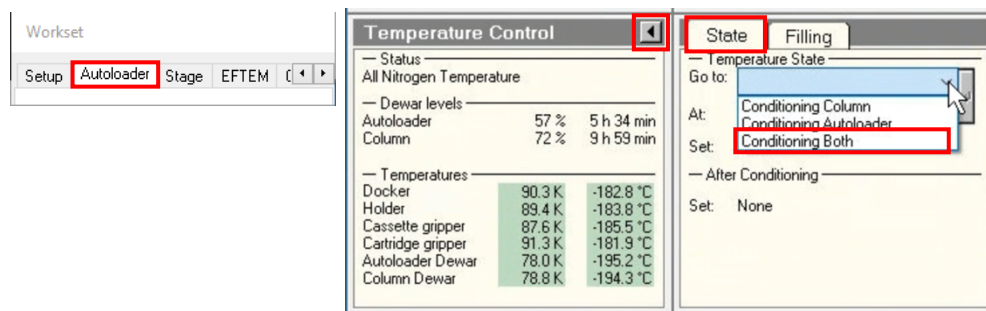 Workset
Setup Autoloader Stage EFTEM
Temperature Control
Status
All Nitrogen Temperature
Dewar levels
Autoloader 57 % 5 h 34 min
Column 72 % 9 h 59 min
Temperatures
Docker 90.3 K -182.8 °C
Holder 89.4 K -183.8 °C
Cassette gripper 87.6 K -185.5 °C
Cartridge gripper 91.3 K -181.9 °C
Autoloader Dewar 78.0 K -195.2 °C
Column Dewar 78.8 K -194.3 °C
State Filling
Temperature State
Go to:
Conditioning Column
At:
Conditioning Autoloader
Conditioning Both
Set:
After Conditioning
Set: None